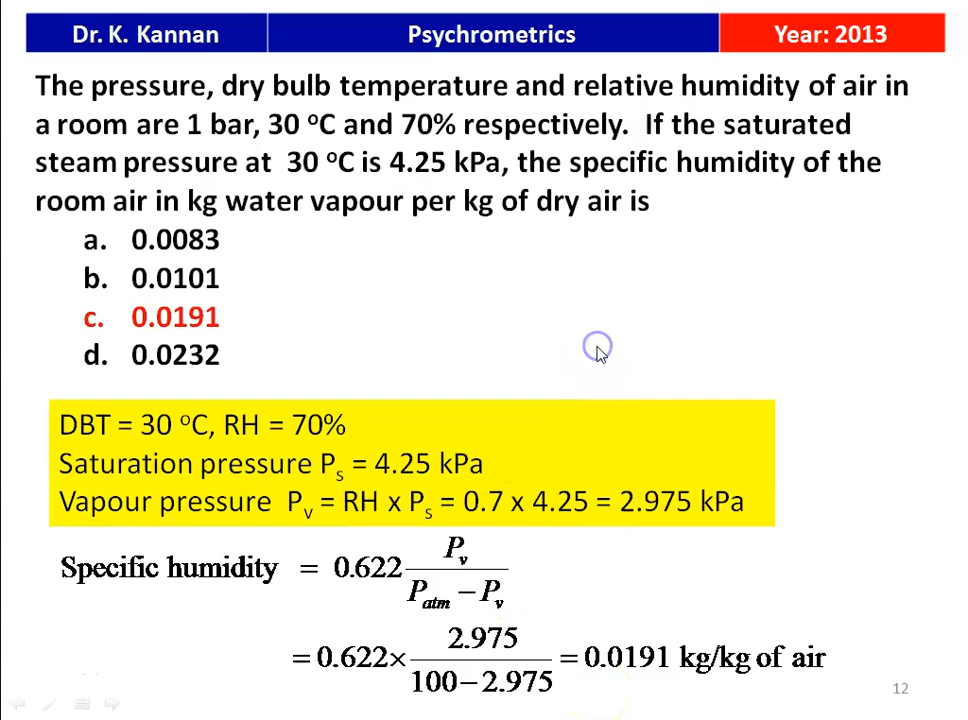 Dr. K. Kannan Psychrometrics Year: 2013
The pressure, dry bulb temperature and relative humidity of air in
a room are 1 bar, 30 °C and 70% respectively. If the saturated
steam pressure at 30 °C is 4.25 kPa, the specific humidity of the
room air in kg water vapour per kg of dry air is
a. 0.0083
b. 0.0101
c. 0.0191
d. 0.0232
DBT = 30 °C, RH = 70%
Saturation pressure Ps = 4.25 kPa
Vapour pressure Pv = RH x Ps = 0.7 x 4.25 = 2.975 kPa
Specific humidity = 0.622 Pv / (Patm − Pv)
= 0.622 × 2.975 / (100 − 2.975) = 0.0191 kg/kg of air
12